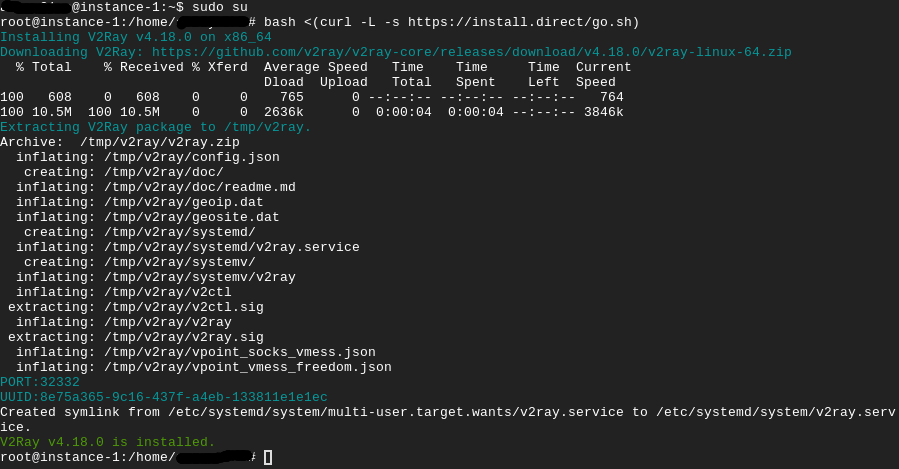 @instance-1:~$ sudo su
root@instance-1:/home/ # bash <(curl -L -s https://install.direct/go.sh)
Installing V2Ray v4.18.0 on x86_64
Downloading V2Ray: https://github.com/v2ray/v2ray-core/releases/download/v4.18.0/v2ray-linux-64.zip
% Total % Received % Xferd Average Speed Time Time Time Current
Dload Upload Total Spent Left Speed
100 608 0 608 0 0 765 0 --:--:-- --:--:-- --:--:-- 764
100 10.5M 100 10.5M 0 0 2636k 0 0:00:04 0:00:04 --:--:-- 3846k
Extracting V2Ray package to /tmp/v2ray.
Archive: /tmp/v2ray/v2ray.zip
inflating: /tmp/v2ray/config.json
creating: /tmp/v2ray/doc/
inflating: /tmp/v2ray/doc/readme.md
inflating: /tmp/v2ray/geoip.dat
inflating: /tmp/v2ray/geosite.dat
creating: /tmp/v2ray/systemd/
inflating: /tmp/v2ray/systemd/v2ray.service
creating: /tmp/v2ray/systemv/
inflating: /tmp/v2ray/systemv/v2ray
inflating: /tmp/v2ray/v2ctl
extracting: /tmp/v2ray/v2ctl.sig
inflating: /tmp/v2ray/v2ray
extracting: /tmp/v2ray/v2ray.sig
inflating: /tmp/v2ray/vpoint_socks_vmess.json
inflating: /tmp/v2ray/vpoint_vmess_freedom.json
PORT:32332
UUID:8e75a365-9c16-437f-a4eb-133811e1e1ec
Created symlink from /etc/systemd/system/multi-user.target.wants/v2ray.service to /etc/systemd/system/v2ray.serv
ice.
V2Ray v4.18.0 is installed.
root@instance-1:/home/ #